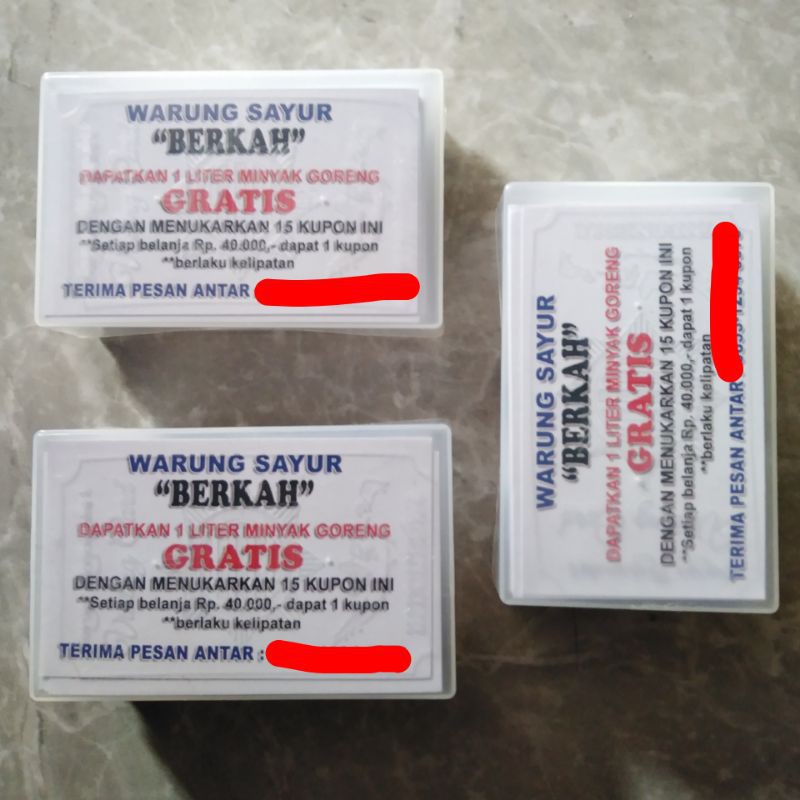 WARUNG SAYUR
“BERKAH”
DAPATKAN 1 LITER MINYAK GORENG
GRATIS
DENGAN MENUKARKAN 15 KUPON INI
**Setiap belanja Rp. 40.000,- dapat 1 kupon
**berlaku kelipatan
TERIMA PESAN ANTAR
WARUNG SAYUR
“BERKAH”
DAPATKAN 1 LITER MINYAK GORENG
GRATIS
DENGAN MENUKARKAN 15 KUPON INI
**Setiap belanja Rp. 40.000,- dapat 1 kupon
**berlaku kelipatan
TERIMA PESAN ANTAR :
WARUNG SAYUR
“BERKAH”
DAPATKAN 1 LITER MINYAK GORENG
GRATIS
DENGAN MENUKARKAN 15 KUPON INI
**Setiap belanja Rp. 40.000,- dapat 1 kupon
**berlaku kelipatan
TERIMA PESAN ANTAR